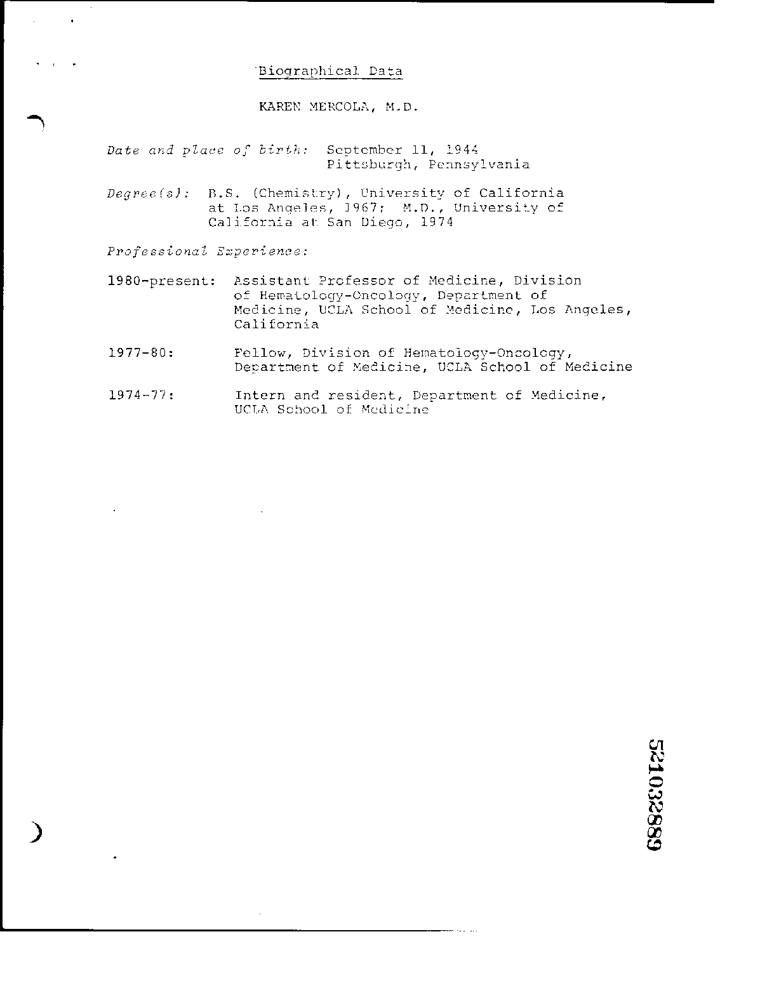 Biographical Data
KAREN MERCOLA, M.D.
Date and place of birth: September 11, 1944
Pittsburgh, Pennsylvania
Degree(s): B.S. (Chemistry), University of California
at Los Angeles, 1967; M.D., University of
California at San Diego, 1974
Professional Experience:
1980-present: Assistant Professor of Medicine, Division
of Hematology-Oncology, Department of
Medicine, UCLA School of Medicine, Los Angeles,
California
1977-80: Fellow, Division of Hematology-Oncology,
Department of Medicine, UCLA School of Medicine
1974-77: Intern and resident, Department of Medicine,
UCLA School of Medicine
521032889